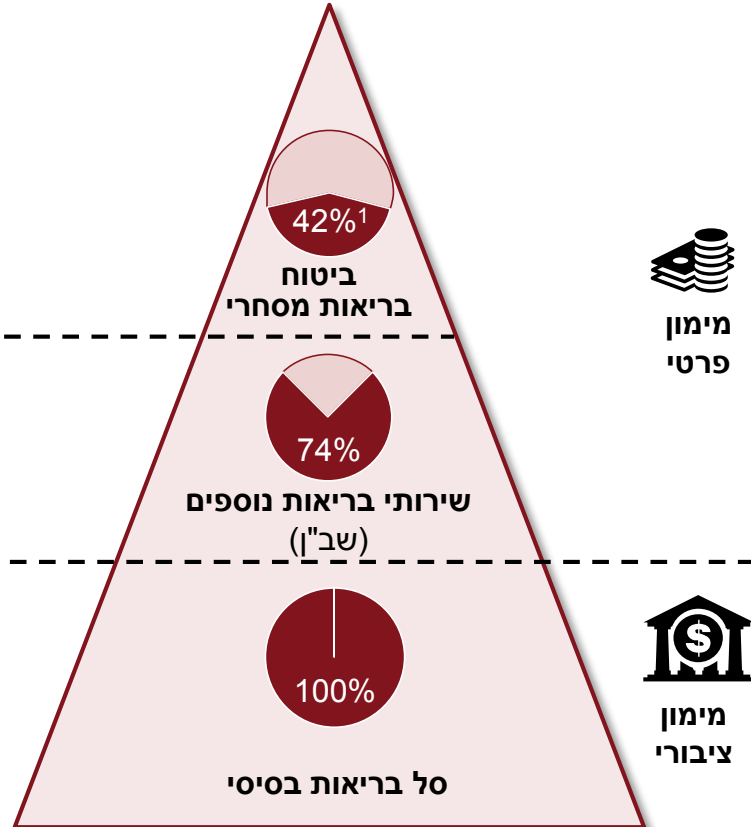 42%¹
ביטוח
בריאות מסחרי
מימון
פרטי
74%
שירותי בריאות נוספים
(שב"ן)
100%
סל בריאות בסיסי
$
מימון
ציבורי